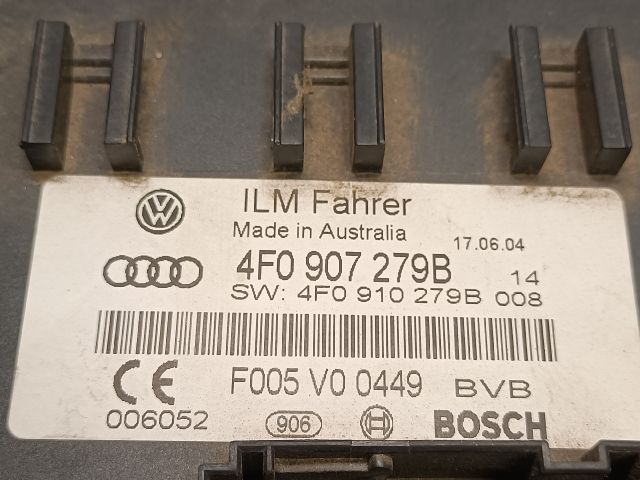 ILM Fahrer
Made in Australia
17.06.04
4F0 907 279B 14
SW: 4F0 910 279B 008
CE F005 V0 0449 BVB
006052 906 BOSCH